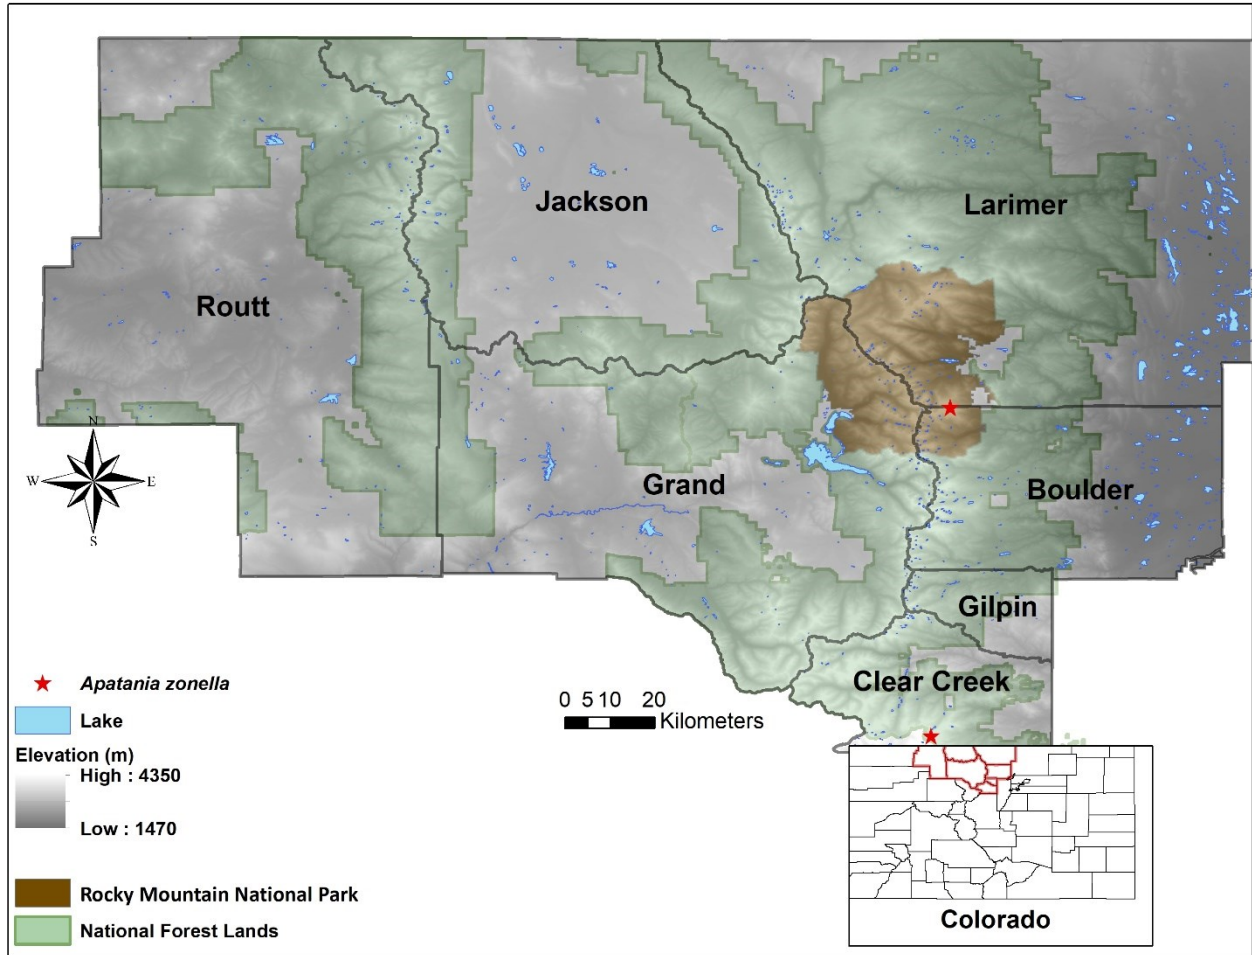 Jackson
Larimer
Routt
Grand
Boulder
Gilpin
Clear Creek
N
W E
S
Apatania zonella
Lake
Elevation (m)
High : 4350
Low : 1470
Rocky Mountain National Park
National Forest Lands
0 5 10 20
Kilometers
Colorado